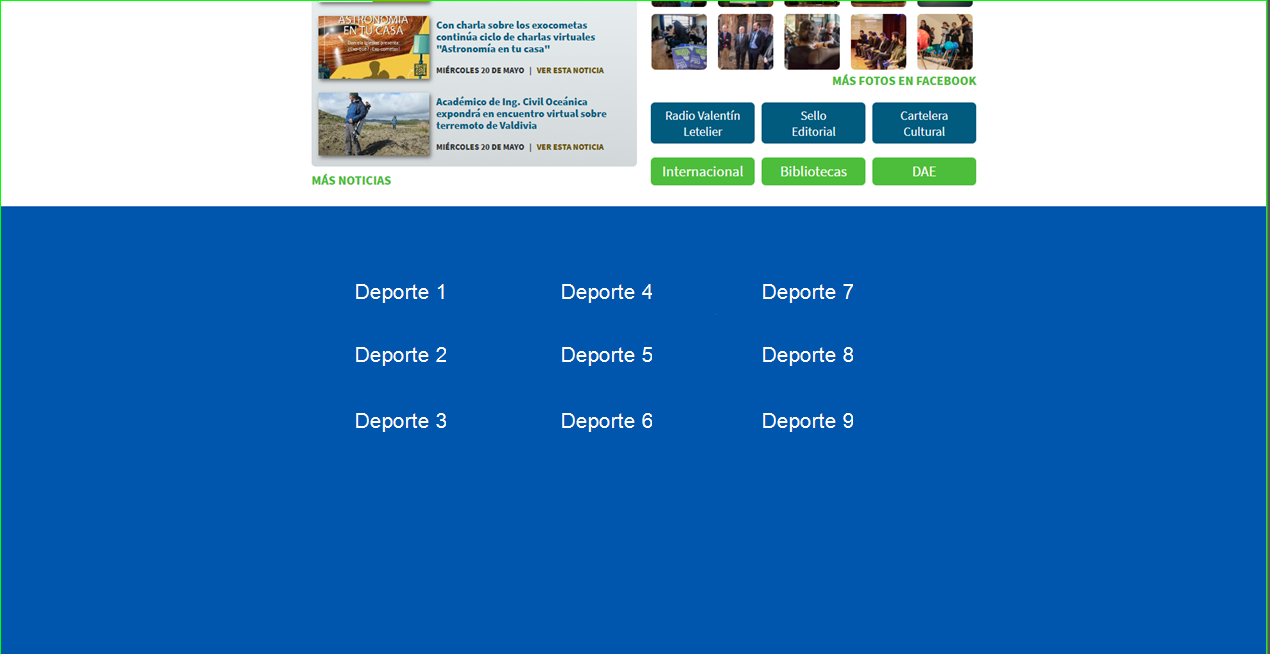 ASTRONOMÍA
EN TU CASA
Con charla sobre los exocometas
continúa ciclo de charlas virtuales
"Astronomía en tu casa"
MIÉRCOLES 20 DE MAYO | VER ESTA NOTICIA
Académico de Ing. Civil Oceánica
expondrá en encuentro virtual sobre
terremoto de Valdivia
MIÉRCOLES 20 DE MAYO | VER ESTA NOTICIA
MÁS NOTICIAS
MÁS FOTOS EN FACEBOOK
Radio Valentín
Letelier
Sello
Editorial
Cartelera
Cultural
Internacional
Bibliotecas
DAE
Deporte 1
Deporte 4
Deporte 7
Deporte 2
Deporte 5
Deporte 8
Deporte 3
Deporte 6
Deporte 9